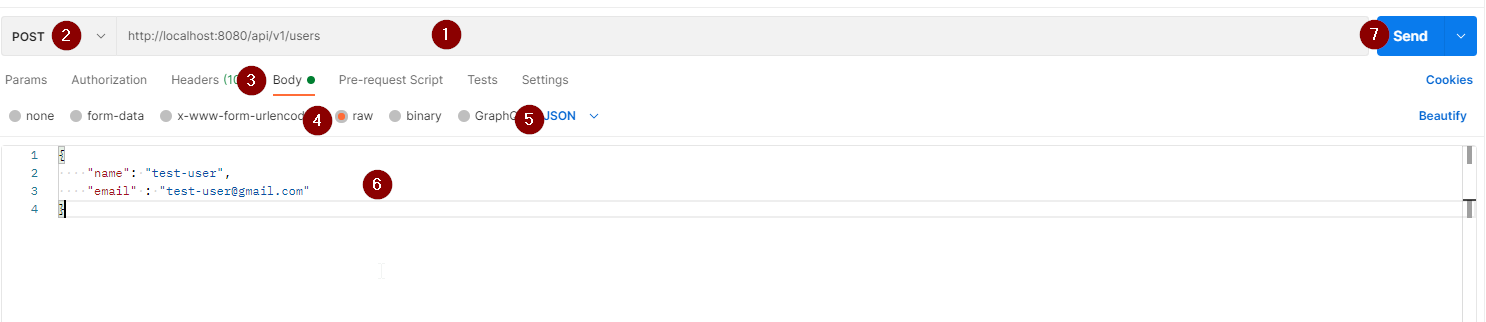 POST 2 http://localhost:8080/api/v1/users 1 7 Send
Params Authorization Headers (10 3 Body Pre-request Script Tests Settings Cookies
none form-data x-www-form-urlencod 4 raw binary GraphQ 5 JSON Beautify
1 {
2 "name": "test-user",
3 "email" : "test-user@gmail.com" 6
4 }